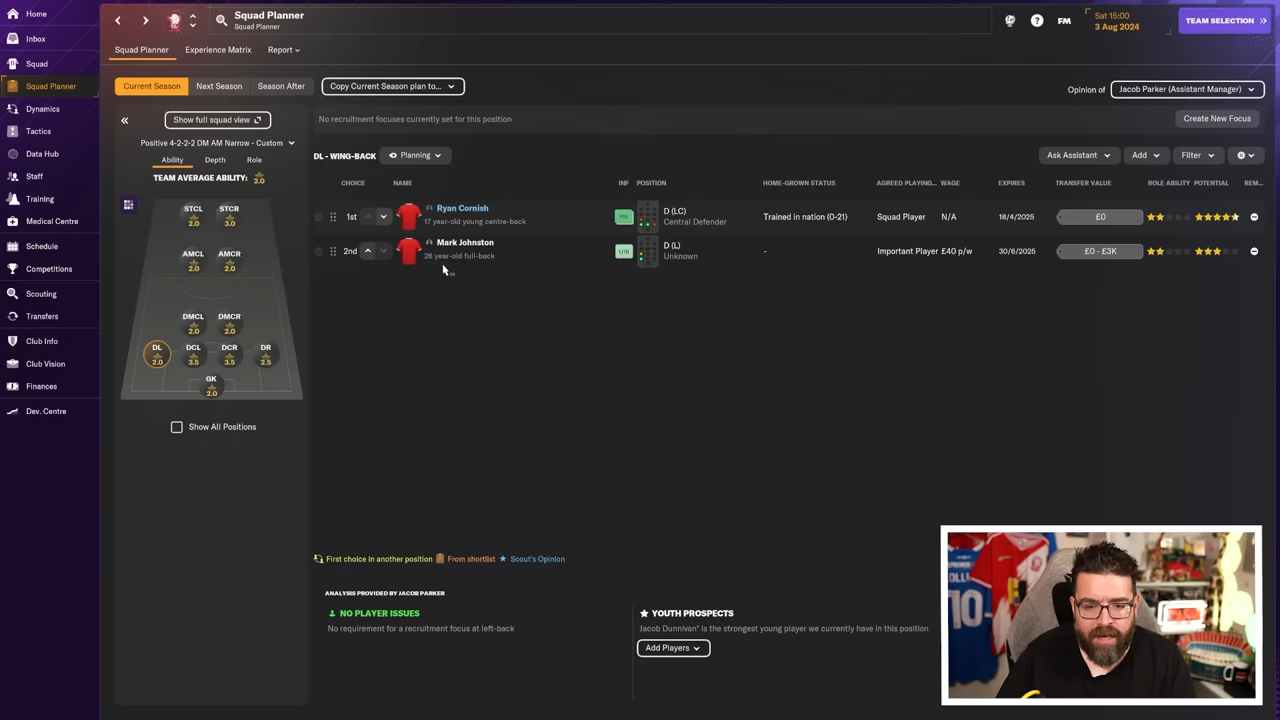 Home
Squad Planner
Squad Planner
FM
Sat 15:00
3 Aug 2024
TEAM SELECTION
Inbox
Squad
Squad Planner
Dynamics
Tactics
Data Hub
Staff
Training
Medical Centre
Schedule
Competitions
Scouting
Transfers
Club Info
Club Vision
Finances
Dev. Centre
Squad Planner
Experience Matrix
Report
Current Season
Next Season
Season After
Copy Current Season plan to...
Opinion of
Jacob Parker (Assistant Manager)
Show full squad view
No recruitment focuses currently set for this position
Create New Focus
Positive 4-2-2-2 DM AM Narrow - Custom
Ability
Depth
Role
TEAM AVERAGE ABILITY:
2.0
STCL
2.0
STCR
3.0
AMCL
2.0
AMCR
2.0
DMCL
2.0
DMCR
2.0
DL
2.0
DCL
3.5
DCR
3.5
DR
2.5
GK
2.0
Show All Positions
DL - WING-BACK
Planning
Ask Assistant
Add
Filter
CHOICE
NAME
INF
POSITION
HOME-GROWN STATUS
AGREED PLAYING...
WAGE
EXPIRES
TRANSFER VALUE
ROLE ABILITY
POTENTIAL
REM...
1st
Ryan Cornish
17 year-old young centre-back
Yth
D (LC)
Central Defender
Trained in nation (0-21)
Squad Player
N/A
18/4/2025
£0
2nd
Mark Johnston
26 year-old full-back
D (L)
Unknown
-
Important Player
£40 p/w
30/6/2025
£0 - £3K
First choice in another position
From shortlist
Scout's Opinion
ANALYSIS PROVIDED BY JACOB PARKER
NO PLAYER ISSUES
No requirement for a recruitment focus at left-back
YOUTH PROSPECTS
Jacob Dunnivan* is the strongest young player we currently have in this position
Add Players
10